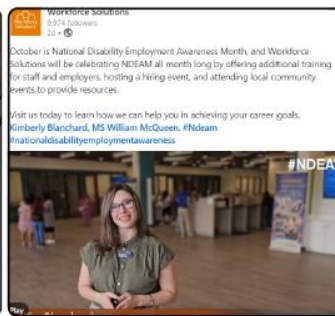 Workforce Solutions
9,974 followers
2d •
October is National Disability Employment Awareness Month, and Workforce
Solutions will be celebrating NDEAM all month long by offering additional training
for staff and employers, hosting a hiring event, and attending local community
events to provide resources.
Visit us today to learn how we can help you in achieving your career goals.
Kimberly Blanchard, MS William McQueen. #Ndeam
#nationaldisabilityemploymentawareness
#NDEA
Play